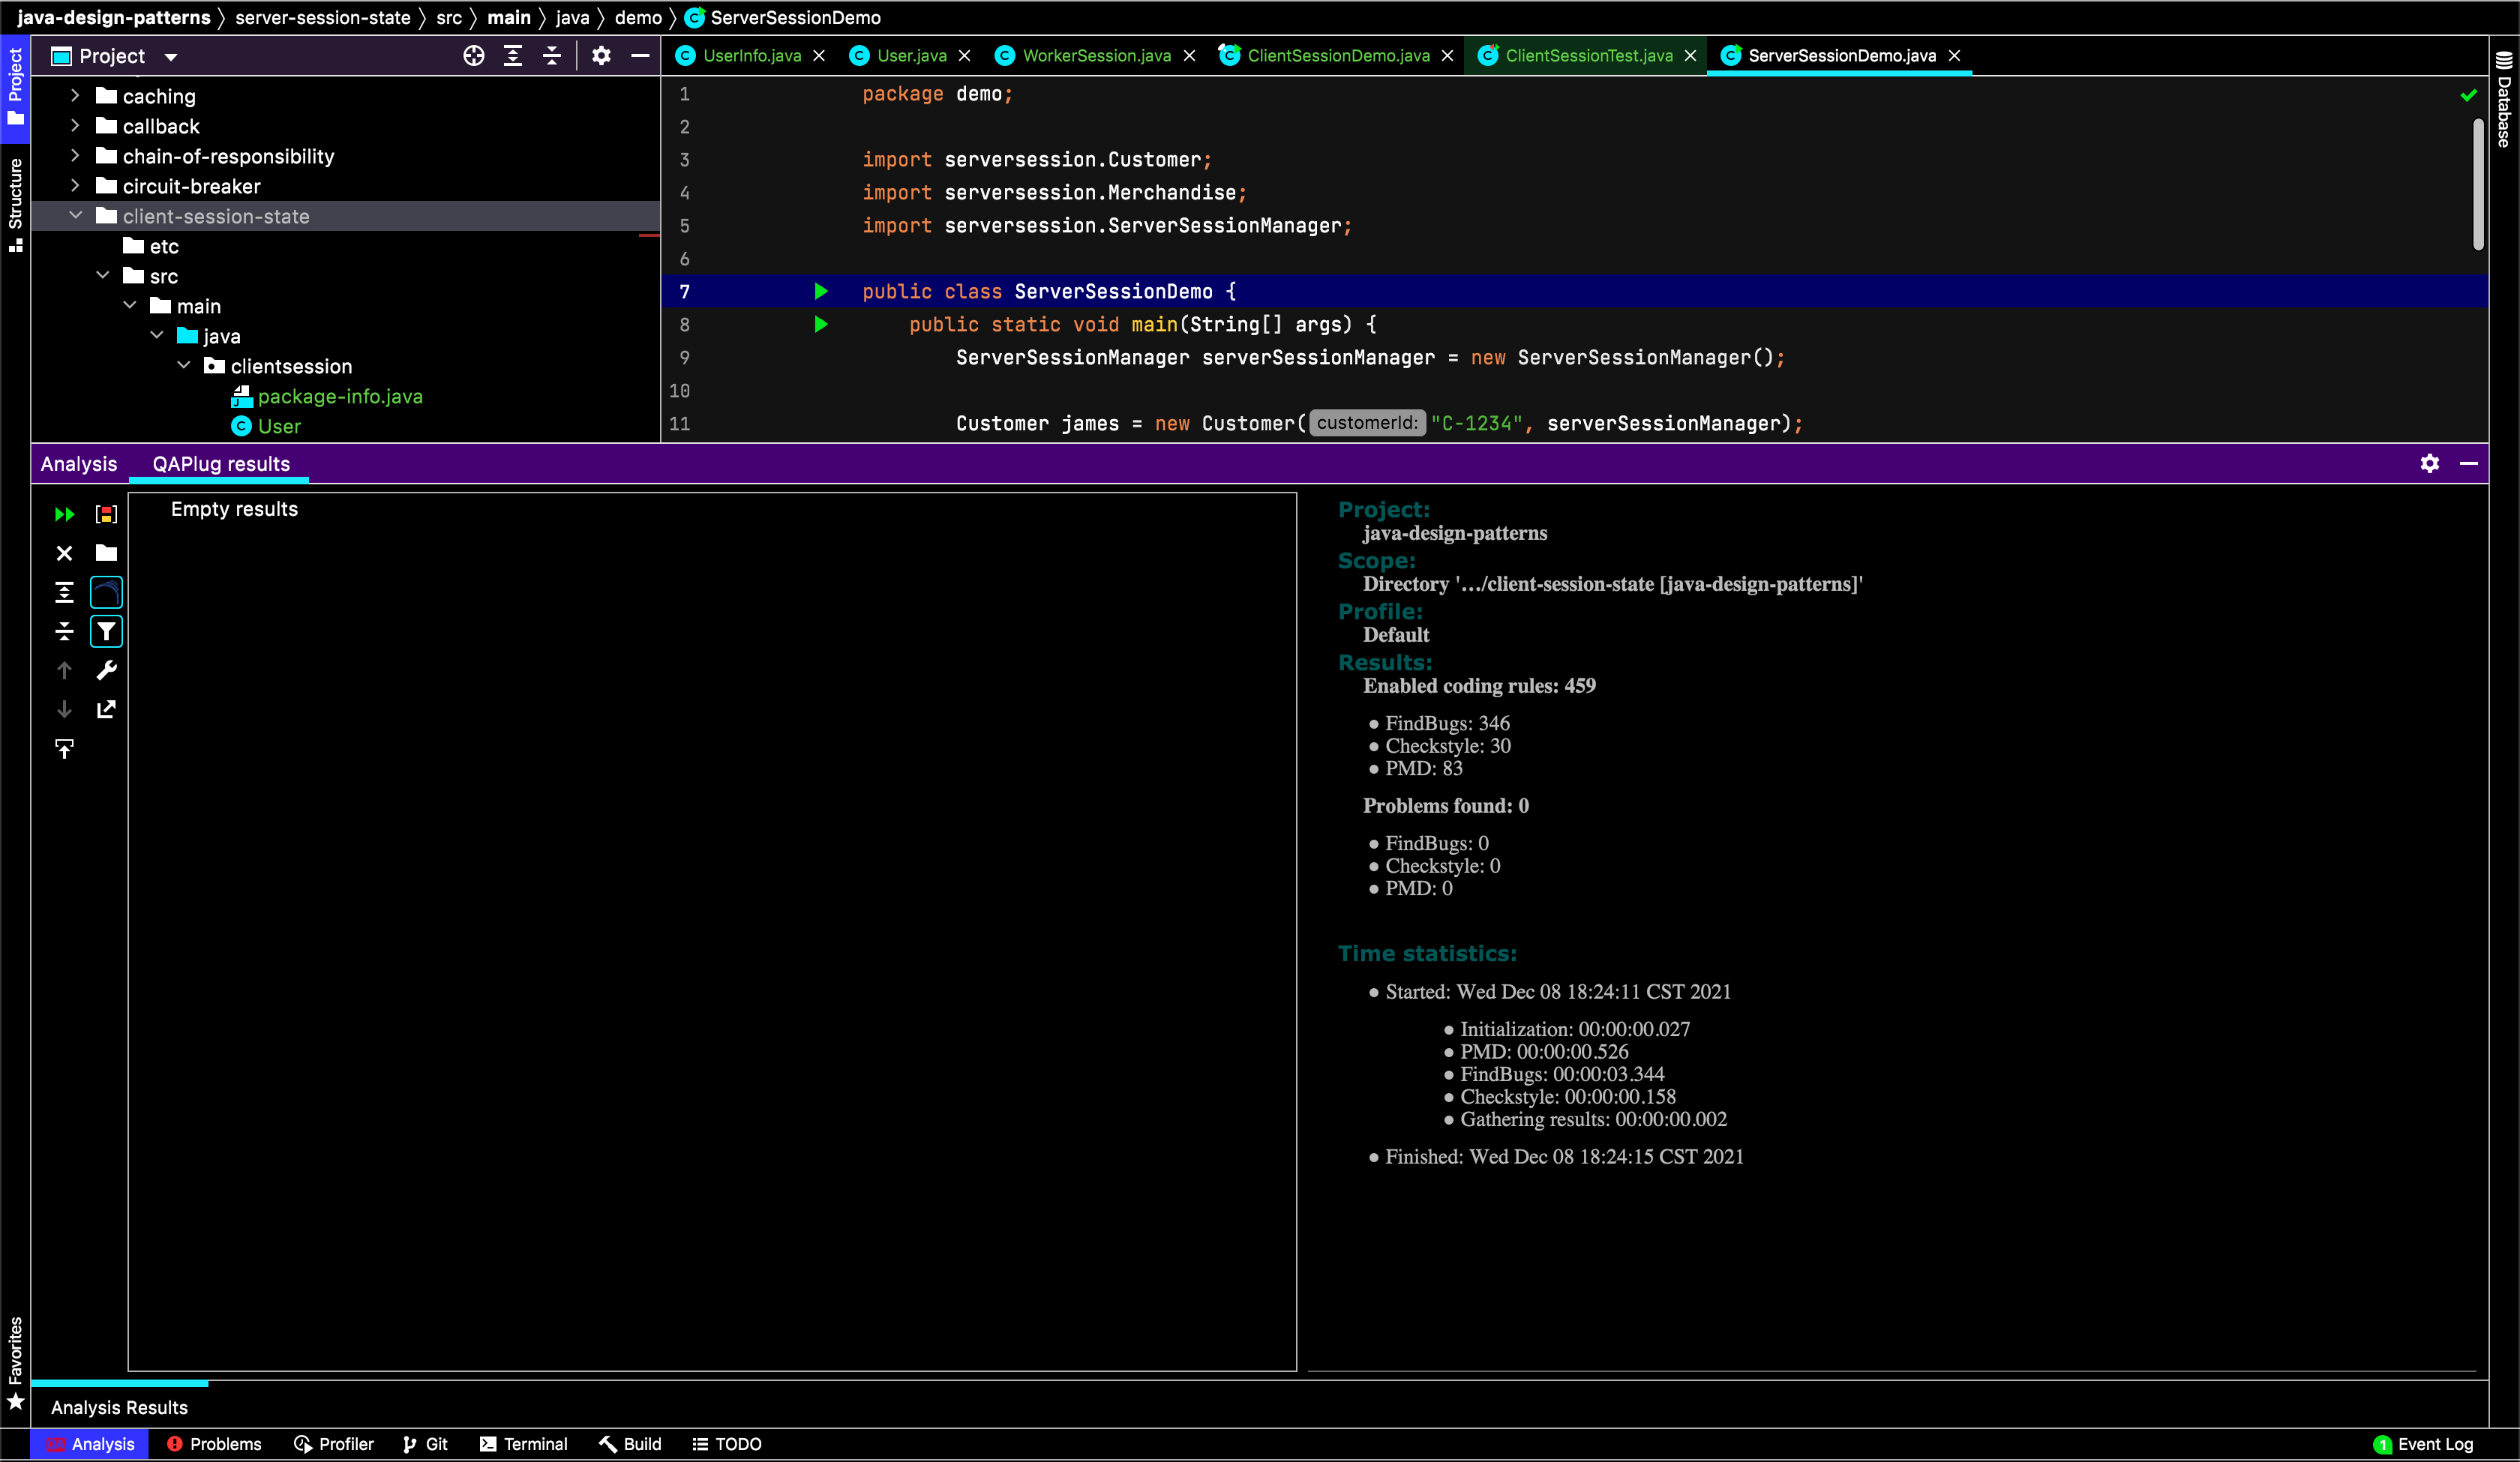 java-design-patterns 〉 server-session-state 〉 src 〉 main 〉 java 〉 demo 〉 ServerSessionDemo
Project
Structure
Favorites
Project
caching
callback
chain-of-responsibility
circuit-breaker
client-session-state
etc
src
main
java
clientsession
package-info.java
User
UserInfo.java User.java WorkerSession.java ClientSessionDemo.java ClientSessionTest.java ServerSessionDemo.java
Database
1 package demo;
2
3 import serversession.Customer;
4 import serversession.Merchandise;
5 import serversession.ServerSessionManager;
6
7 public class ServerSessionDemo {
8 public static void main(String[] args) {
9 ServerSessionManager serverSessionManager = new ServerSessionManager();
10
11 Customer james = new Customer( customerId: "C-1234", serverSessionManager);
Analysis QAPlug results
Empty results
Project:
java-design-patterns
Scope:
Directory '.../client-session-state [java-design-patterns]'
Profile:
Default
Results:
Enabled coding rules: 459
● FindBugs: 346
● Checkstyle: 30
● PMD: 83
Problems found: 0
● FindBugs: 0
● Checkstyle: 0
● PMD: 0
Time statistics:
● Started: Wed Dec 08 18:24:11 CST 2021
● Initialization: 00:00:00.027
● PMD: 00:00:00.526
● FindBugs: 00:00:03.344
● Checkstyle: 00:00:00.158
● Gathering results: 00:00:00.002
● Finished: Wed Dec 08 18:24:15 CST 2021
Analysis Results
QA Analysis Problems Profiler Git Terminal Build TODO 1 Event Log